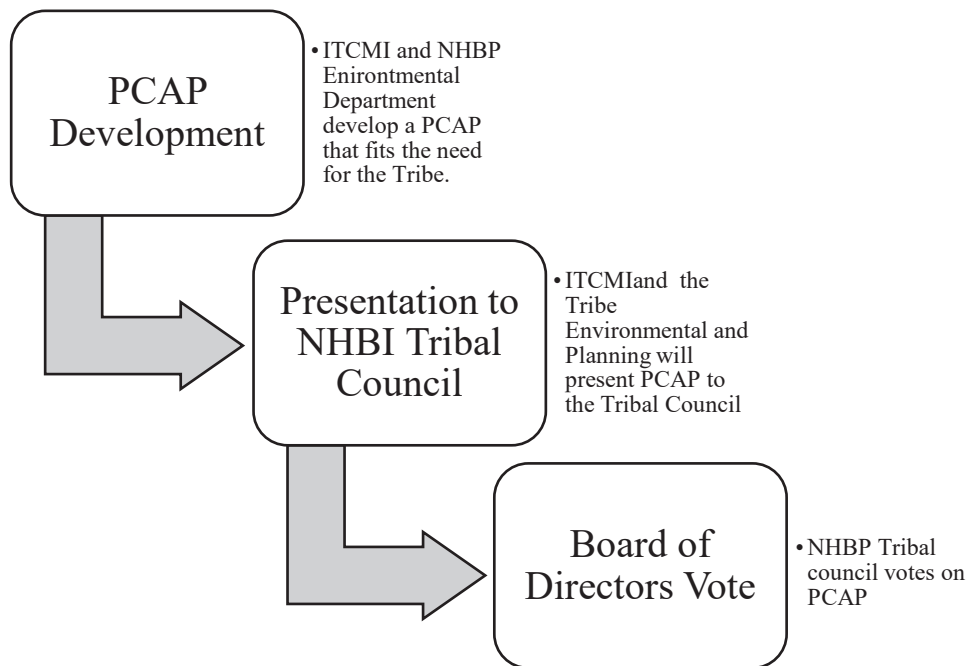 PCAP
Development
• ITCMI and NHBP
Enirontmental
Department
develop a PCAP
that fits the need
for the Tribe.
Presentation to
NHBI Tribal
Council
• ITCMIand the
Tribe
Environmental and
Planning will
present PCAP to
the Tribal Council
Board of
Directors Vote
• NHBP Tribal
council votes on
PCAP